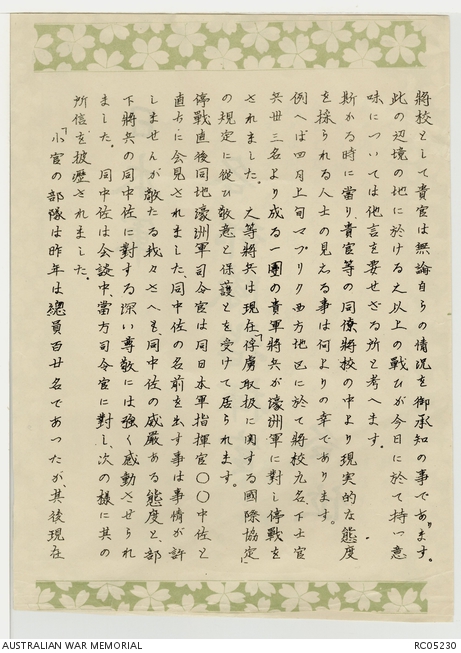 將校として貴官は無論自らの情況を御承知の事であります。
此の辺境の地に於ける之以上の戰ひが今日に於て持つ意
味については他言を要せざる所と考へます。
斯かる時に當り、貴官等の同僚將校の中より現実的な態度
を採られる人士の見える事は何よりの幸であります。
例へば四月上旬マプリク西方地区に於て將校九名、下士官
兵卅三名より成る一團の貴軍將兵が濠洲軍に對し停戰を
されました。之等將兵は現在「俘虜取扱に関する國際協定」
の規定に從ひ敬意と保護とを受けて居られます。
停戰直後同地濠洲軍司令官は同日本軍指揮官〇〇中佐と
直ちに会見されました、同中佐の名前を出す事は事情が許
しませんが敵たる我々さへも、同中佐の威厳ある態度と、部
下將兵の同中佐に對する深い尊敬には強く感動させられ
ました。同中佐は会談中、當方司令官に對し、次の樣に其の
所信を披瀝されました。
「小官の部隊は昨年は總員百廿名であつたが、其後現在
AUSTRALIAN WAR MEMORIAL
RC05230